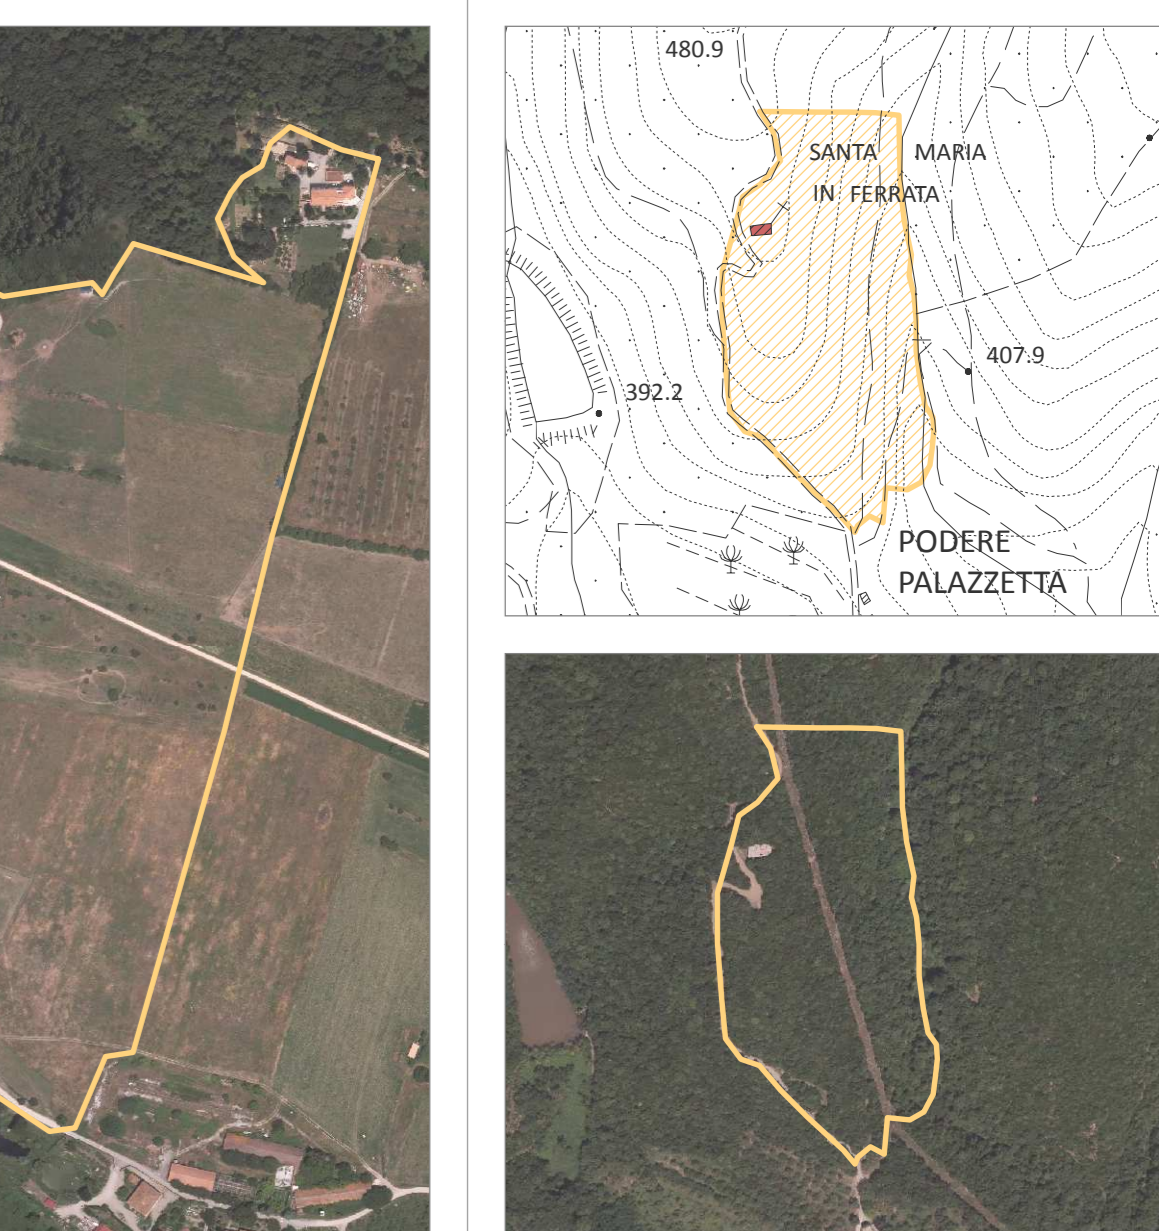 480.9
SANTA MARIA
IN FERRATA
407.9
392.2
PODERE
PALAZZETTA